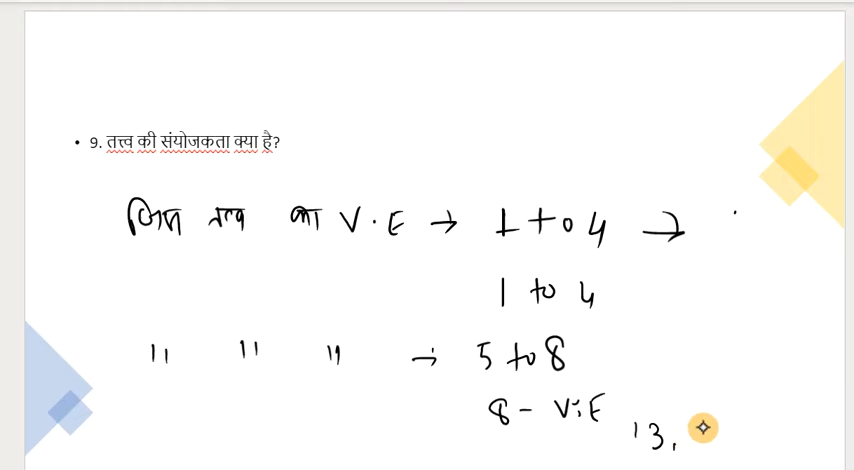 • 9. तत्त्व की संयोजकता क्या है?
जिस तत्व का V.E → 1 to 4 →
1 to 4
" " " → 5 to 8
8 - V.E
13.